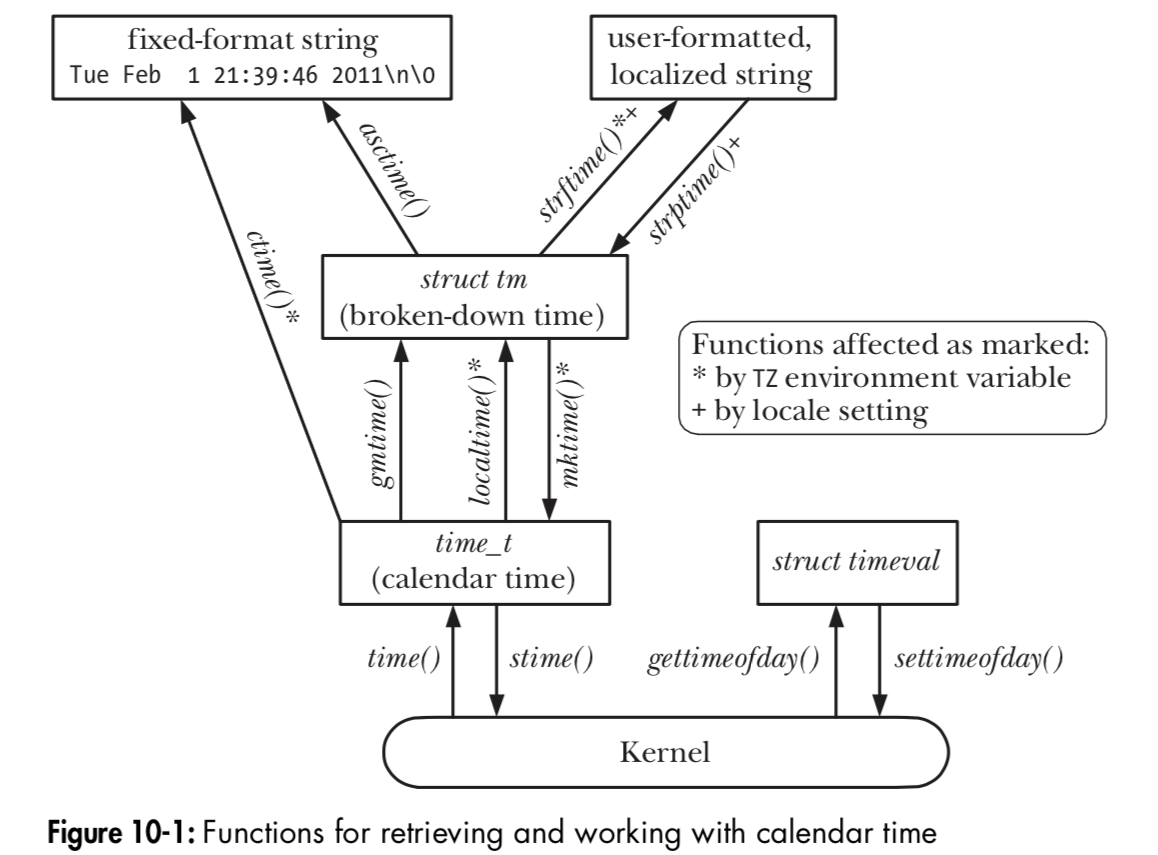 fixed-format string
Tue Feb  1 21:39:46 2011\n\0
user-formatted,
localized string
asctime()
strftime()*+
strptime()+
ctime()*
struct tm
(broken-down time)
Functions affected as marked:
* by TZ environment variable
+ by locale setting
gmtime()
localtime()*
mktime()*
time_t
(calendar time)
struct timeval
time()
stime()
gettimeofday()
settimeofday()
Kernel
Figure 10-1: Functions for retrieving and working with calendar time